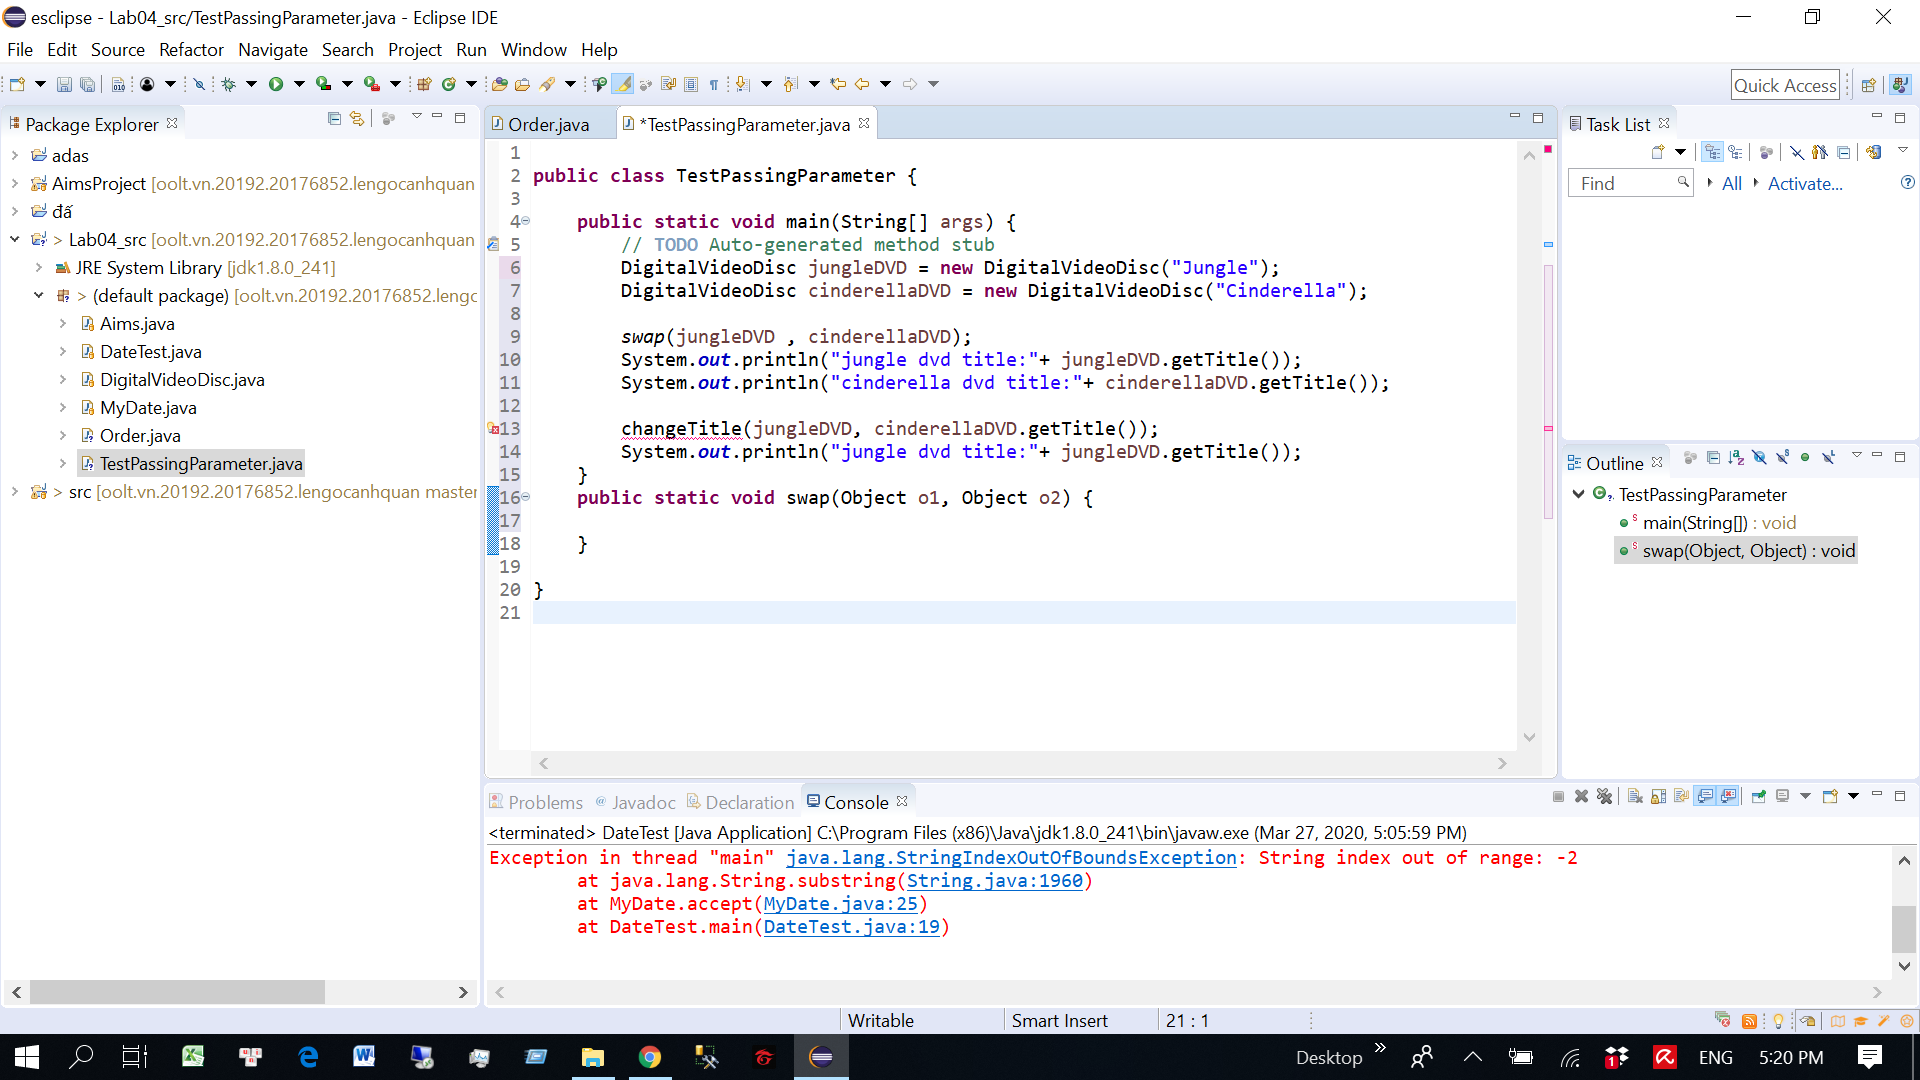 esclipse - Lab04_src/TestPassingParameter.java - Eclipse IDE
File Edit Source Refactor Navigate Search Project Run Window Help
Quick Access
Package Explorer
adas
AimsProject [oolt.vn.20192.20176852.lengocanhquan
đấ
> Lab04_src [oolt.vn.20192.20176852.lengocanhquan
JRE System Library [jdk1.8.0_241]
> (default package) [oolt.vn.20192.20176852.lengc
Aims.java
DateTest.java
DigitalVideoDisc.java
MyDate.java
Order.java
TestPassingParameter.java
> src [oolt.vn.20192.20176852.lengocanhquan master
Order.java *TestPassingParameter.java
1
2 public class TestPassingParameter {
3
4 public static void main(String[] args) {
5 // TODO Auto-generated method stub
6 DigitalVideoDisc jungleDVD = new DigitalVideoDisc("Jungle");
7 DigitalVideoDisc cinderellaDVD = new DigitalVideoDisc("Cinderella");
8
9 swap(jungleDVD , cinderellaDVD);
10 System.out.println("jungle dvd title:"+ jungleDVD.getTitle());
11 System.out.println("cinderella dvd title:"+ cinderellaDVD.getTitle());
12
13 changeTitle(jungleDVD, cinderellaDVD.getTitle());
14 System.out.println("jungle dvd title:"+ jungleDVD.getTitle());
15 }
16 public static void swap(Object o1, Object o2) {
17
18 }
19
20 }
21
Task List
Find All Activate...
Outline
TestPassingParameter
main(String[]) : void
swap(Object, Object) : void
Problems @ Javadoc Declaration Console
<terminated> DateTest [Java Application] C:\Program Files (x86)\Java\jdk1.8.0_241\bin\javaw.exe (Mar 27, 2020, 5:05:59 PM)
Exception in thread "main" java.lang.StringIndexOutOfBoundsException: String index out of range: -2
at java.lang.String.substring(String.java:1960)
at MyDate.accept(MyDate.java:25)
at DateTest.main(DateTest.java:19)
Writable Smart Insert 21 : 1
Desktop ENG 5:20 PM